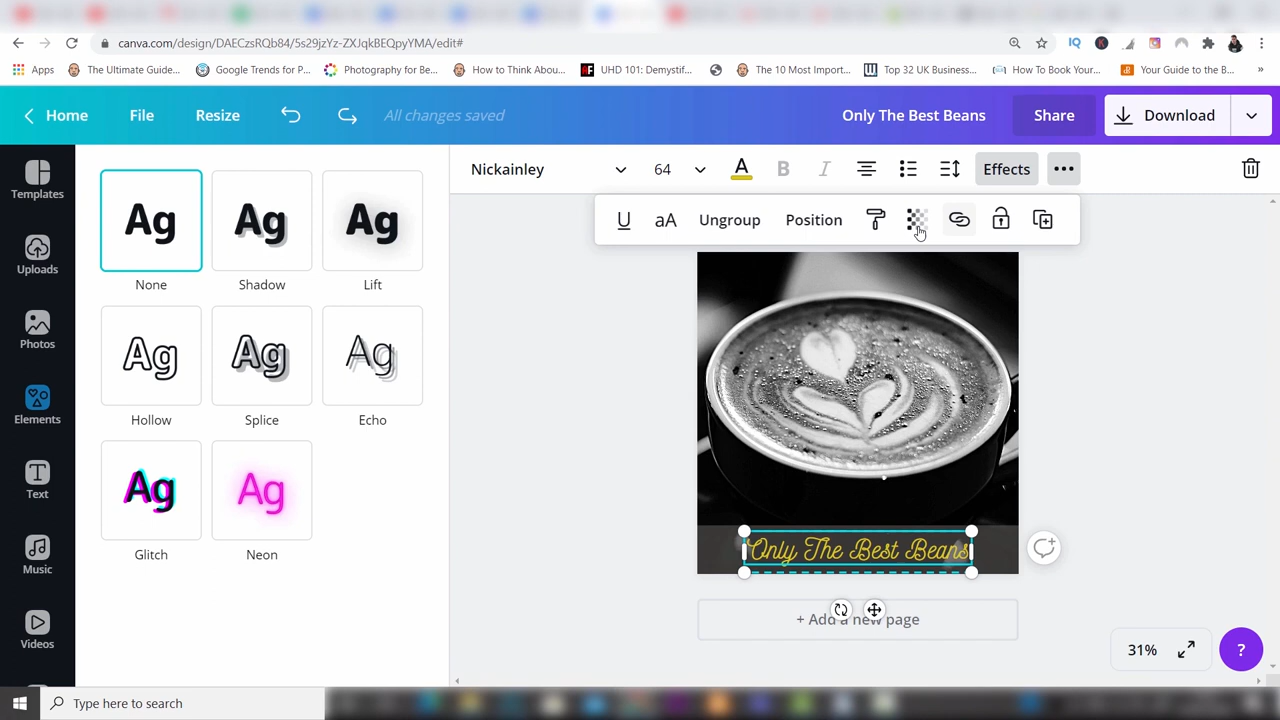 canva.com/design/DAECzsRQb84/5s29jzYz-ZXJqkBEQpyYMA/edit#
Apps The Ultimate Guide... Google Trends for P... Photography for Be... How to Think Abou... UHD 101: Demystif... The 10 Most Import... Top 32 UK Business... How To Book Your... Your Guide to the B... »
Home File Resize All changes saved Only The Best Beans Share Download
Templates
Uploads
Photos
Elements
Text
Music
Videos
Nickainley 64 A B I Effects
U aA Ungroup Position
Ag Ag Ag
None Shadow Lift
Ag Ag Ag
Hollow Splice Echo
Ag Ag
Glitch Neon
Only The Best Beans
+ Add a new page
31% ?
Type here to search